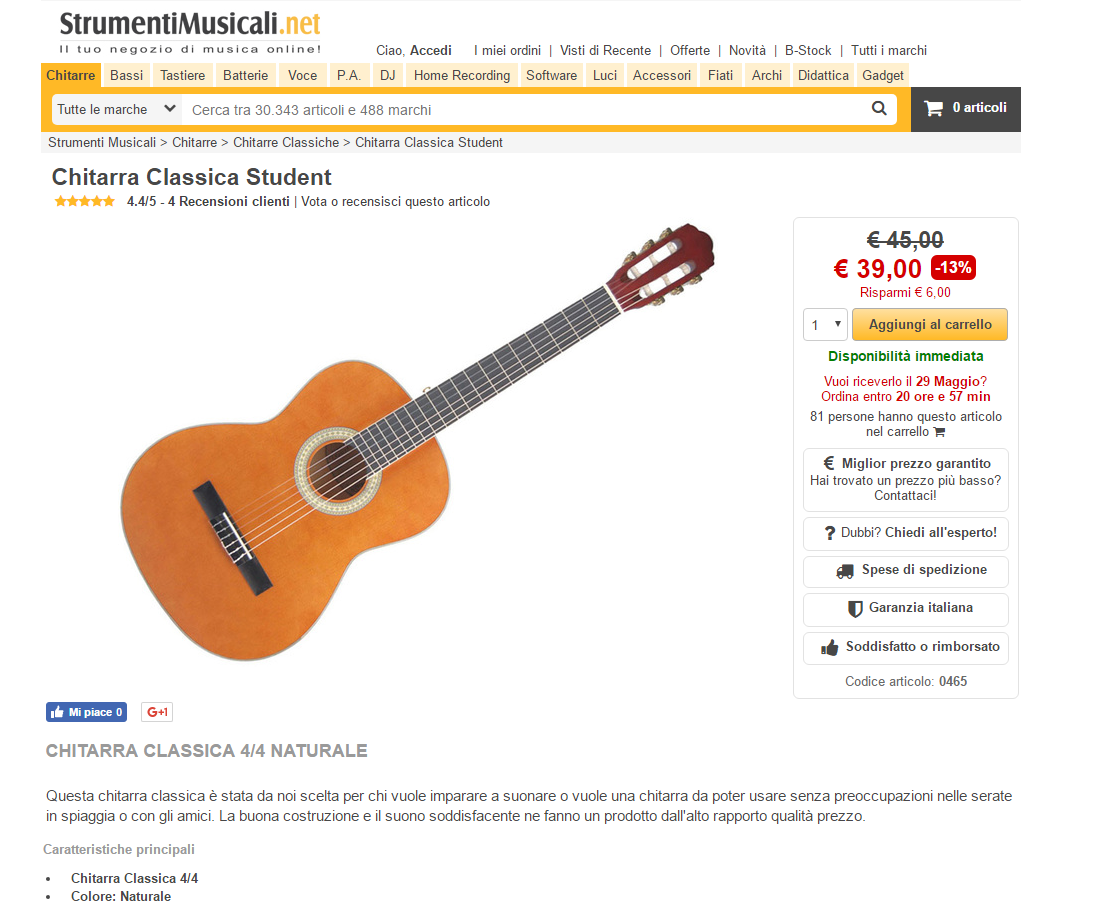 StrumentiMusicali.net
Il tuo negozio di musica online!
Ciao, Accedi I miei ordini | Visti di Recente | Offerte | Novità | B-Stock | Tutti i marchi
Chitarre Bassi Tastiere Batterie Voce P.A. DJ Home Recording Software Luci Accessori Fiati Archi Didattica Gadget
Tutte le marche Cerca tra 30.343 articoli e 488 marchi 0 articoli
Strumenti Musicali > Chitarre > Chitarre Classiche > Chitarra Classica Student
Chitarra Classica Student
4.4/5 - 4 Recensioni clienti | Vota o recensisci questo articolo
€ 45,00
€ 39,00 -13%
Risparmi € 6,00
1 Aggiungi al carrello
Disponibilità immediata
Vuoi riceverlo il 29 Maggio?
Ordina entro 20 ore e 57 min
81 persone hanno questo articolo
nel carrello
€ Miglior prezzo garantito
Hai trovato un prezzo più basso?
Contattaci!
? Dubbi? Chiedi all'esperto!
Spese di spedizione
Garanzia italiana
Soddisfatto o rimborsato
Codice articolo: 0465
Mi piace 0 G+1
CHITARRA CLASSICA 4/4 NATURALE
Questa chitarra classica è stata da noi scelta per chi vuole imparare a suonare o vuole una chitarra da poter usare senza preoccupazioni nelle serate
in spiaggia o con gli amici. La buona costruzione e il suono soddisfacente ne fanno un prodotto dall'alto rapporto qualità prezzo.
Caratteristiche principali
• Chitarra Classica 4/4
• Colore: Naturale